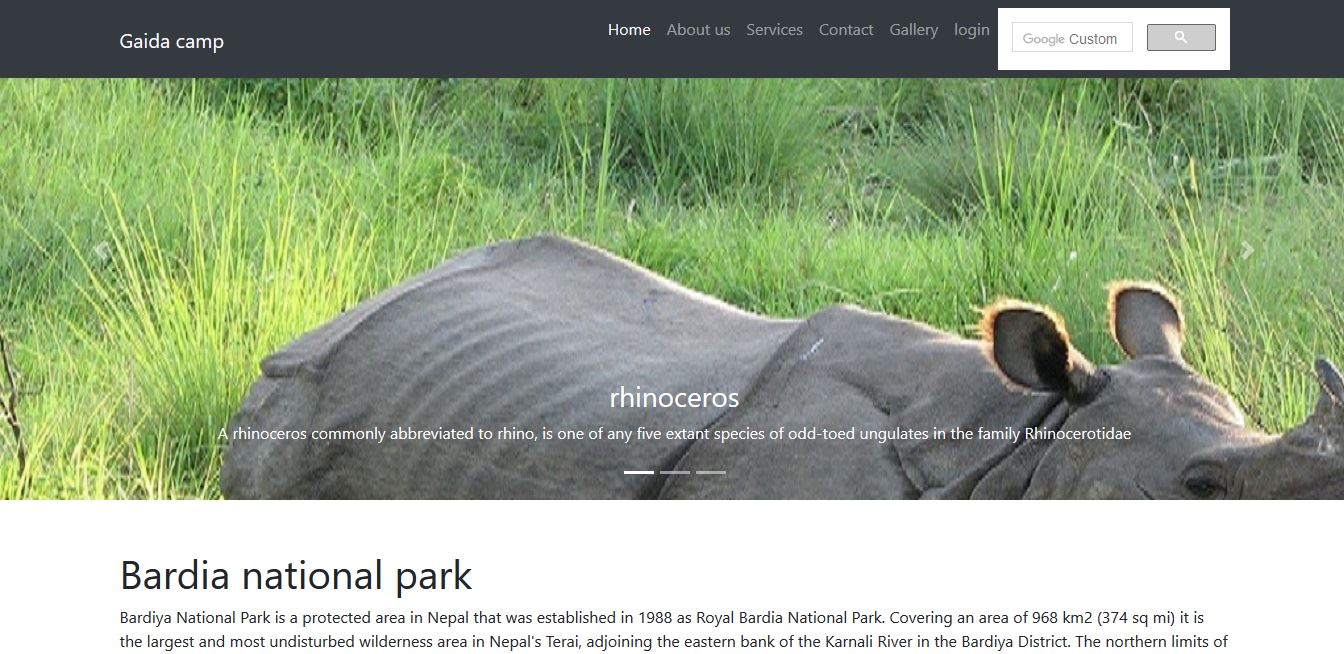 Gaida camp
Home About us Services Contact Gallery login
Google Custom
rhinoceros
A rhinoceros commonly abbreviated to rhino, is one of any five extant species of odd-toed ungulates in the family Rhinocerotidae
Bardia national park
Bardiya National Park is a protected area in Nepal that was established in 1988 as Royal Bardia National Park. Covering an area of 968 km2 (374 sq mi) it is
the largest and most undisturbed wilderness area in Nepal's Terai, adjoining the eastern bank of the Karnali River in the Bardiya District. The northern limits of